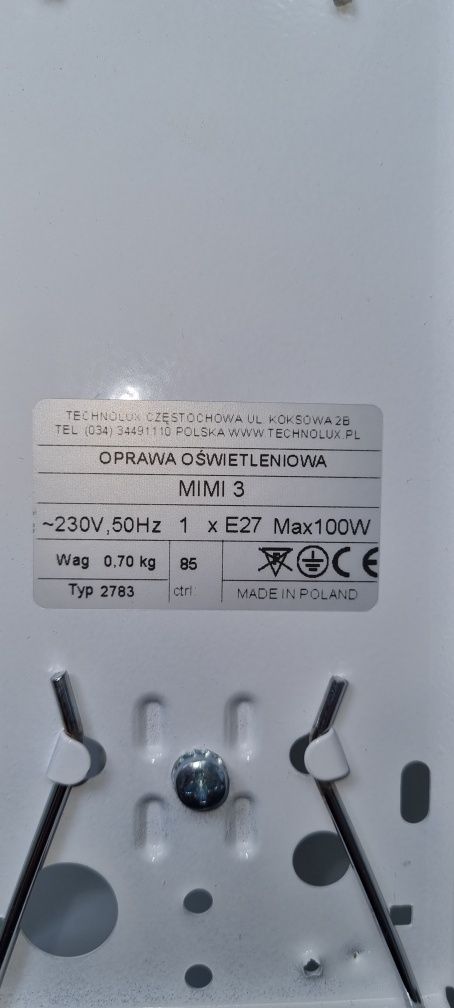 TECHNOLUX CZĘSTOCHOWA UL. KOKSOWA 2B
TEL. (034) 34491110 POLSKA WWW.TECHNOLUX.PL
OPRAWA OŚWIETLENIOWA
MIMI 3
~230V,50Hz 1 x E27 Max100W
Wag 0,70 kg 85
CE
Typ 2783 ctrl: MADE IN POLAND